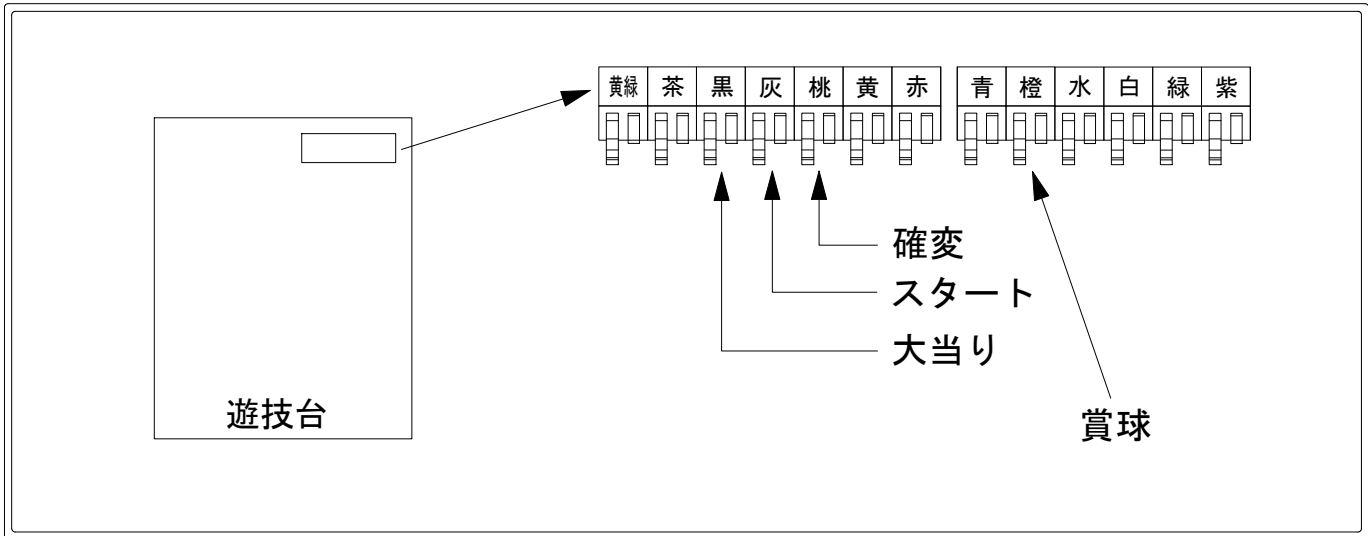 黄緑 茶 黒 灰 桃 黄 赤 青 橙 水 白 緑 紫
確変
スタート
大当り
遊技台
賞球